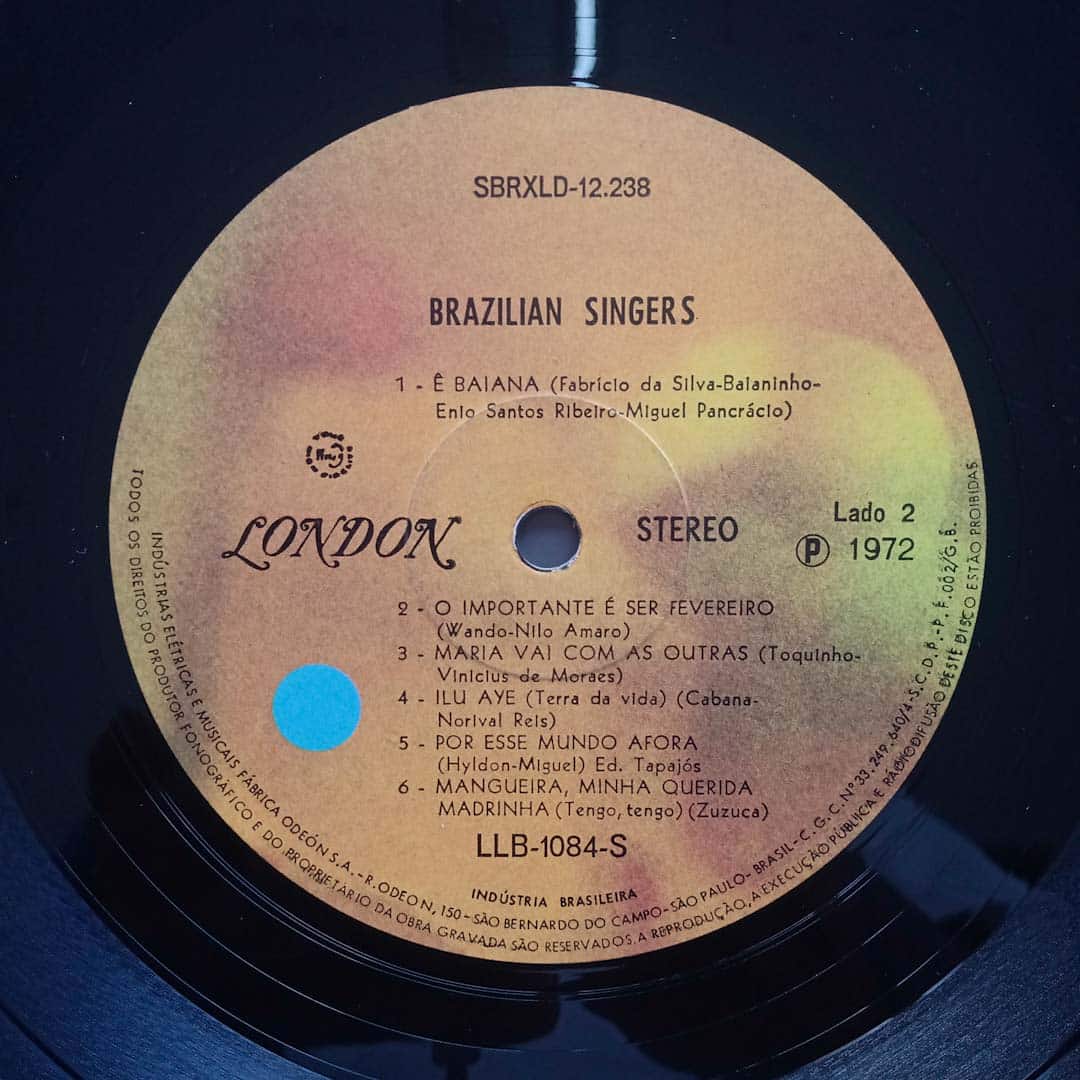 SBRXLD-12.238
BRAZILIAN SINGERS
1 - Ê BAIANA (Fabrício da Silva-Baianinho-
Enio Santos Ribeiro-Miguel Pancrácio)
LONDON
STEREO
Lado 2
℗ 1972
2 - O IMPORTANTE É SER FEVEREIRO
(Wando-Nilo Amaro)
3 - MARIA VAI COM AS OUTRAS (Toquinho-
Vinicius de Moraes)
4 - ILU AYE (Terra da vida) (Cabana-
Norival Reis)
5 - POR ESSE MUNDO AFORA
(Hyldon-Miguel) Ed. Tapajós
6 - MANGUEIRA, MINHA QUERIDA
MADRINHA (Tengo, tengo) (Zuzuca)
LLB-1084-S
INDÚSTRIA BRASILEIRA
INDÚSTRIAS ELÉTRICAS E MUSICAIS FÁBRICA ODEÓN S.A.-R.ODEON, 150-SÃO BERNARDO DO CAMPO-SÃO PAULO-BRASIL-C.G.C. Nº 33.249.640/4-S.C.D.P.-P.F.002/G.B.
TODOS OS DIREITOS DO PRODUTOR FONOGRÁFICO E DO PROPRIETÁRIO DA OBRA GRAVADA SÃO RESERVADOS. A REPRODUÇÃO, A EXECUÇÃO PÚBLICA E RADIODIFUSÃO DESTE DISCO ESTÃO PROIBIDAS